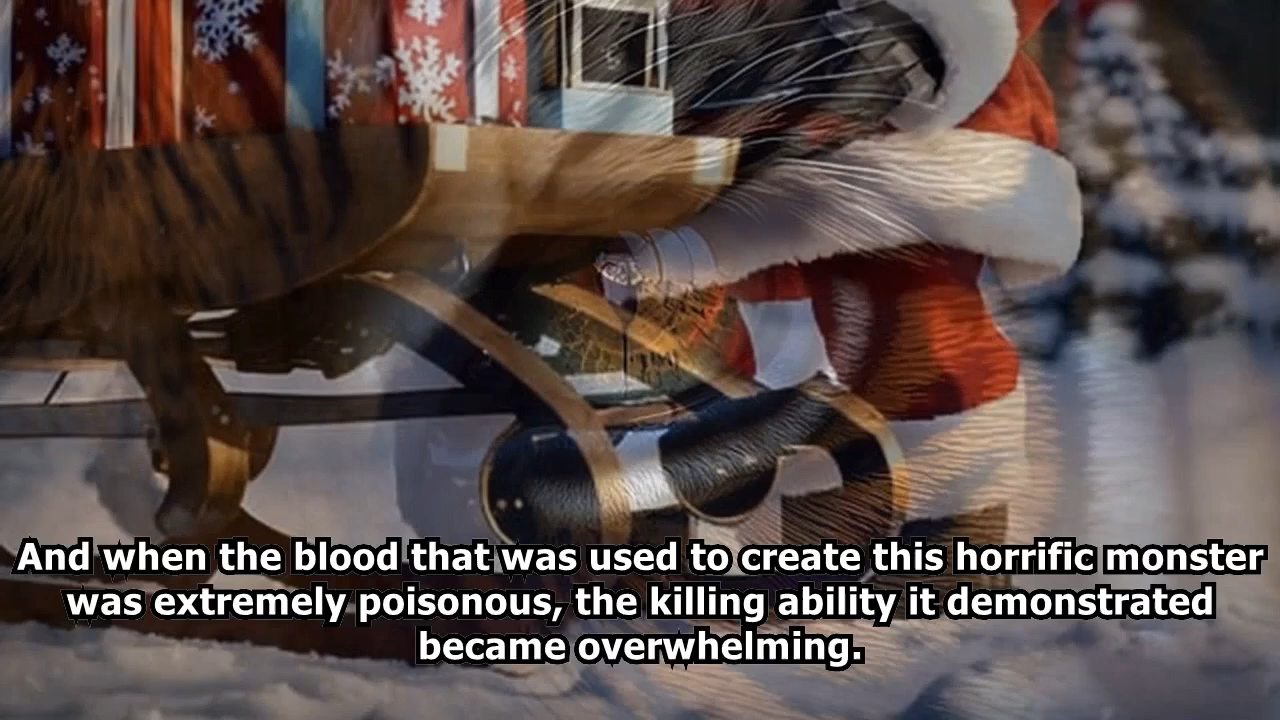 And when the blood that was used to create this horrific monster
was extremely poisonous, the killing ability it demonstrated
became overwhelming.